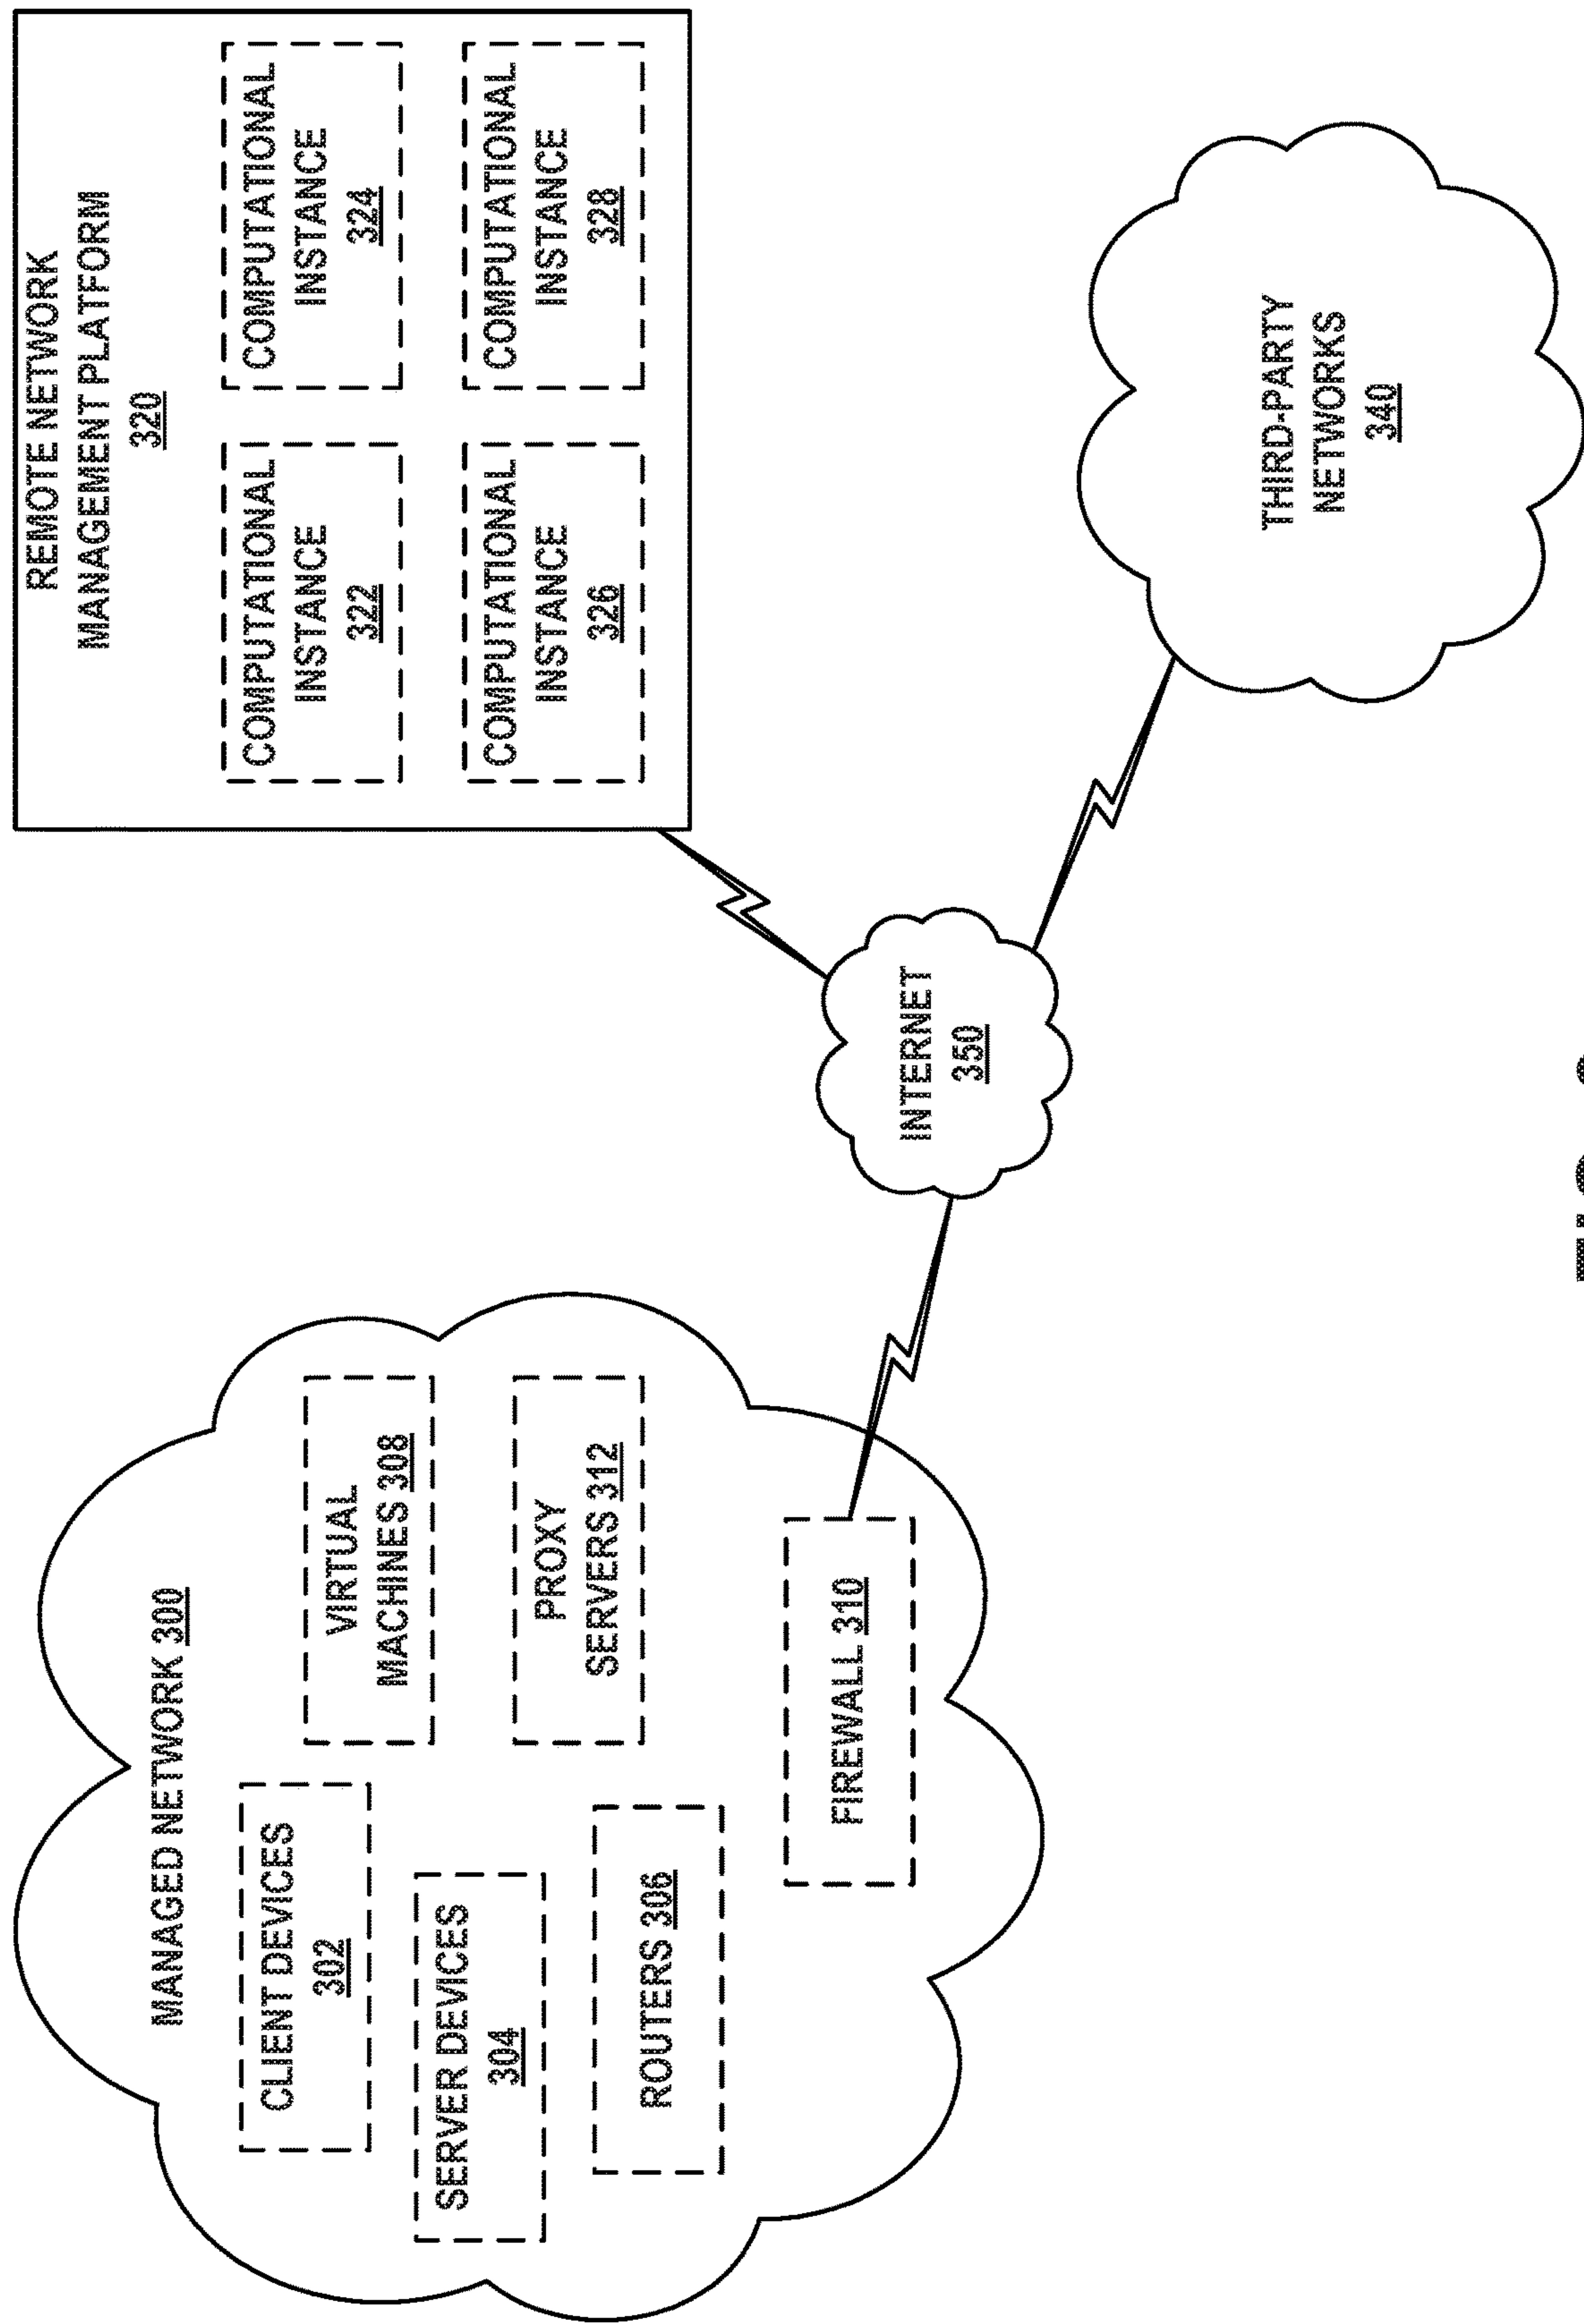 MANAGED NETWORK 300
CLIENT DEVICES
302
SERVER DEVICES
304
ROUTERS 306
VIRTUAL
MACHINES 308
PROXY
SERVERS 312
FIREWALL 310
INTERNET
350
REMOTE NETWORK
MANAGEMENT PLATFORM
320
COMPUTATIONAL
INSTANCE
322
COMPUTATIONAL
INSTANCE
324
COMPUTATIONAL
INSTANCE
326
COMPUTATIONAL
INSTANCE
328
THIRD-PARTY
NETWORKS
340